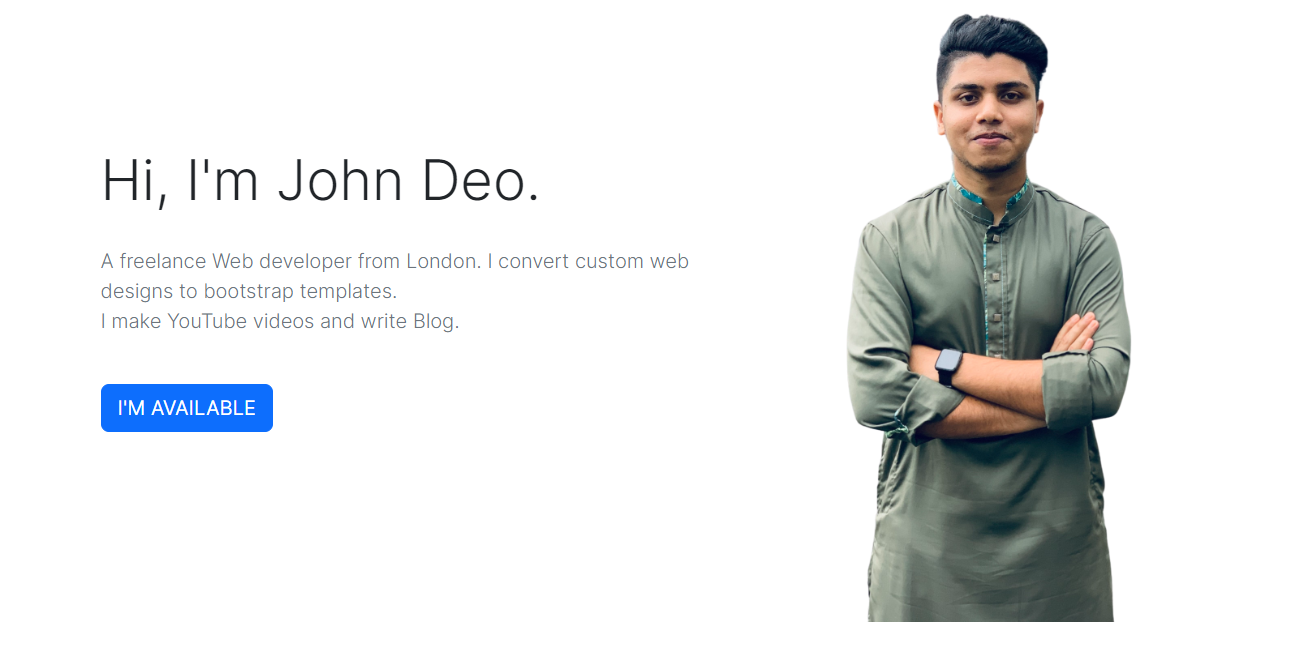 Hi, I'm John Deo.
A freelance Web developer from London. I convert custom web
designs to bootstrap templates.
I make YouTube videos and write Blog.
I'M AVAILABLE